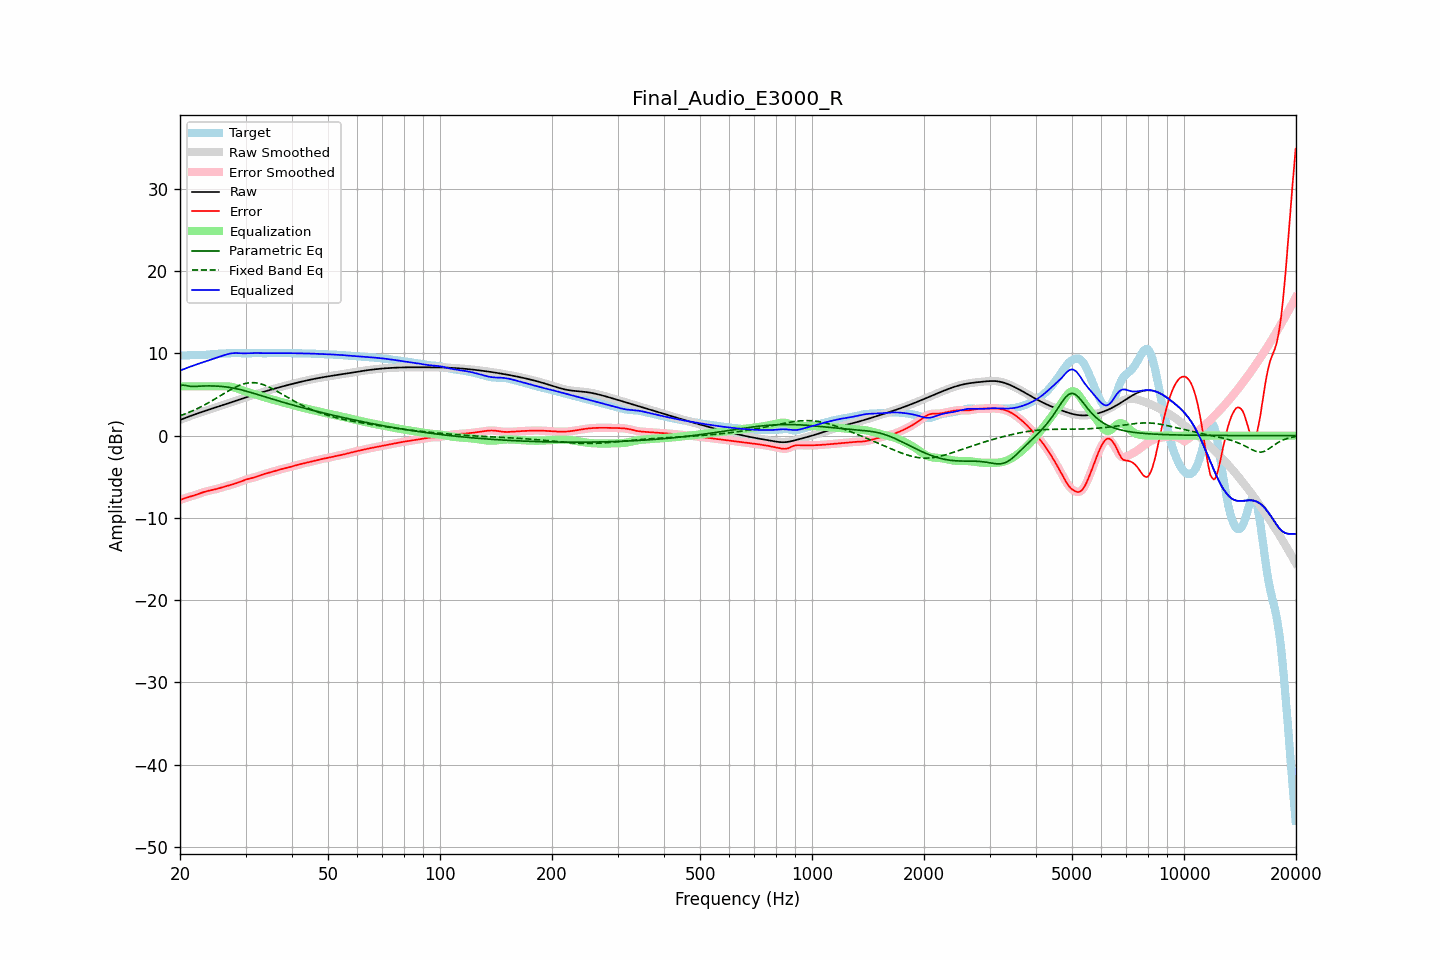 Final_Audio_E3000_R
Target
Raw Smoothed
Error Smoothed
Raw
Error
Equalization
Parametric Eq
Fixed Band Eq
Equalized
30
20
10
0
−10
−20
−30
−40
−50
Amplitude (dBr)
20 50 100 200 500 1000 2000 5000 10000 20000
Frequency (Hz)